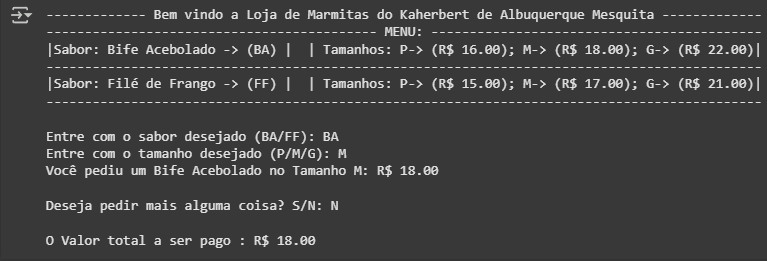 ------------- Bem vindo a Loja de Marmitas do Kaherbert de Albuquerque Mesquita -------------
------------------------------------------- MENU: -------------------------------------------
|Sabor: Bife Acebolado -> (BA) |  | Tamanhos: P-> (R$ 16.00); M-> (R$ 18.00); G-> (R$ 22.00)|
---------------------------------------------------------------------------------------------
|Sabor: Filé de Frango -> (FF) |  | Tamanhos: P-> (R$ 15.00); M-> (R$ 17.00); G-> (R$ 21.00)|
---------------------------------------------------------------------------------------------
Entre com o sabor desejado (BA/FF): BA
Entre com o tamanho desejado (P/M/G): M
Você pediu um Bife Acebolado no Tamanho M: R$ 18.00
Deseja pedir mais alguma coisa? S/N: N
O Valor total a ser pago : R$ 18.00